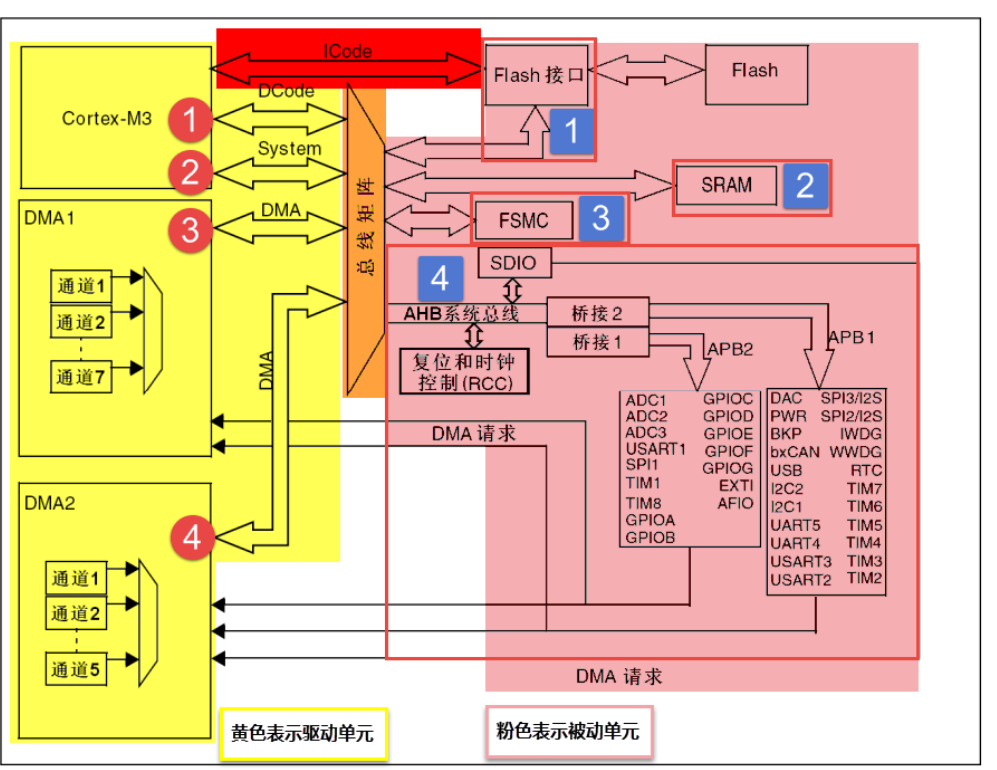 ICode
Cortex-M3
DCode
1
System
2
Flash 接口
Flash
1
总线矩阵
SRAM
2
DMA1
3
DMA
FSMC
3
通道1
通道2
通道7
SDIO
4
AHB系统总线
桥接2
桥接1
复位和时钟
控制(RCC)
APB2
APB1
DMA
DMA 请求
ADC1 GPIOC
ADC2 GPIOD
ADC3 GPIOE
USART1 GPIOF
SPI1 GPIOG
TIM1 EXTI
TIM8 AFIO
GPIOA
GPIOB
DAC SPI3/I2S
PWR SPI2/I2S
BKP IWDG
bxCAN WWDG
USB RTC
I2C2 TIM7
I2C1 TIM6
UART5 TIM5
UART4 TIM4
USART3 TIM3
USART2 TIM2
DMA2
4
通道1
通道2
通道5
DMA 请求
黄色表示驱动单元
粉色表示被动单元